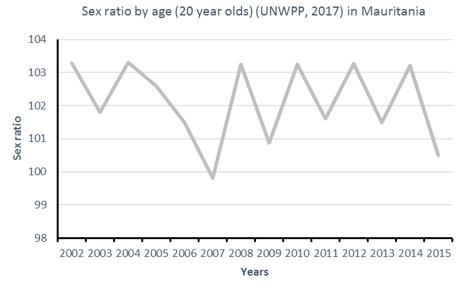 Sex ratio by age (20 year olds) (UNWPP, 2017) in Mauritania
104
103
102
101
100
99
98
Sex ratio
2002 2003 2004 2005 2006 2007 2008 2009 2010 2011 2012 2013 2014 2015
Years